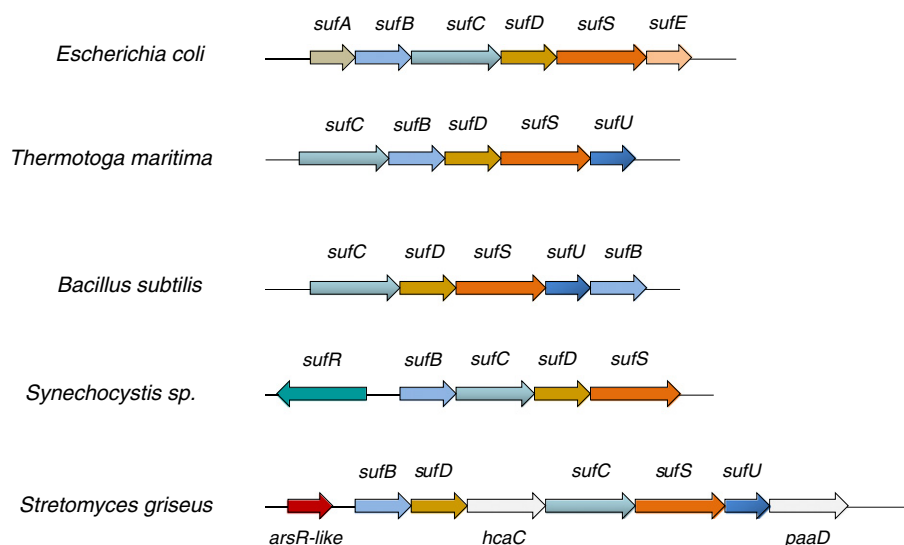 sufA sufB sufC sufD sufS sufE
Escherichia coli
sufC sufB sufD sufS sufU
Thermotoga maritima
sufC sufD sufS sufU sufB
Bacillus subtilis
sufR sufB sufC sufD sufS
Synechocystis sp.
sufB sufD sufC sufS sufU
Stretomyces griseus
arsR-like hcaC paaD